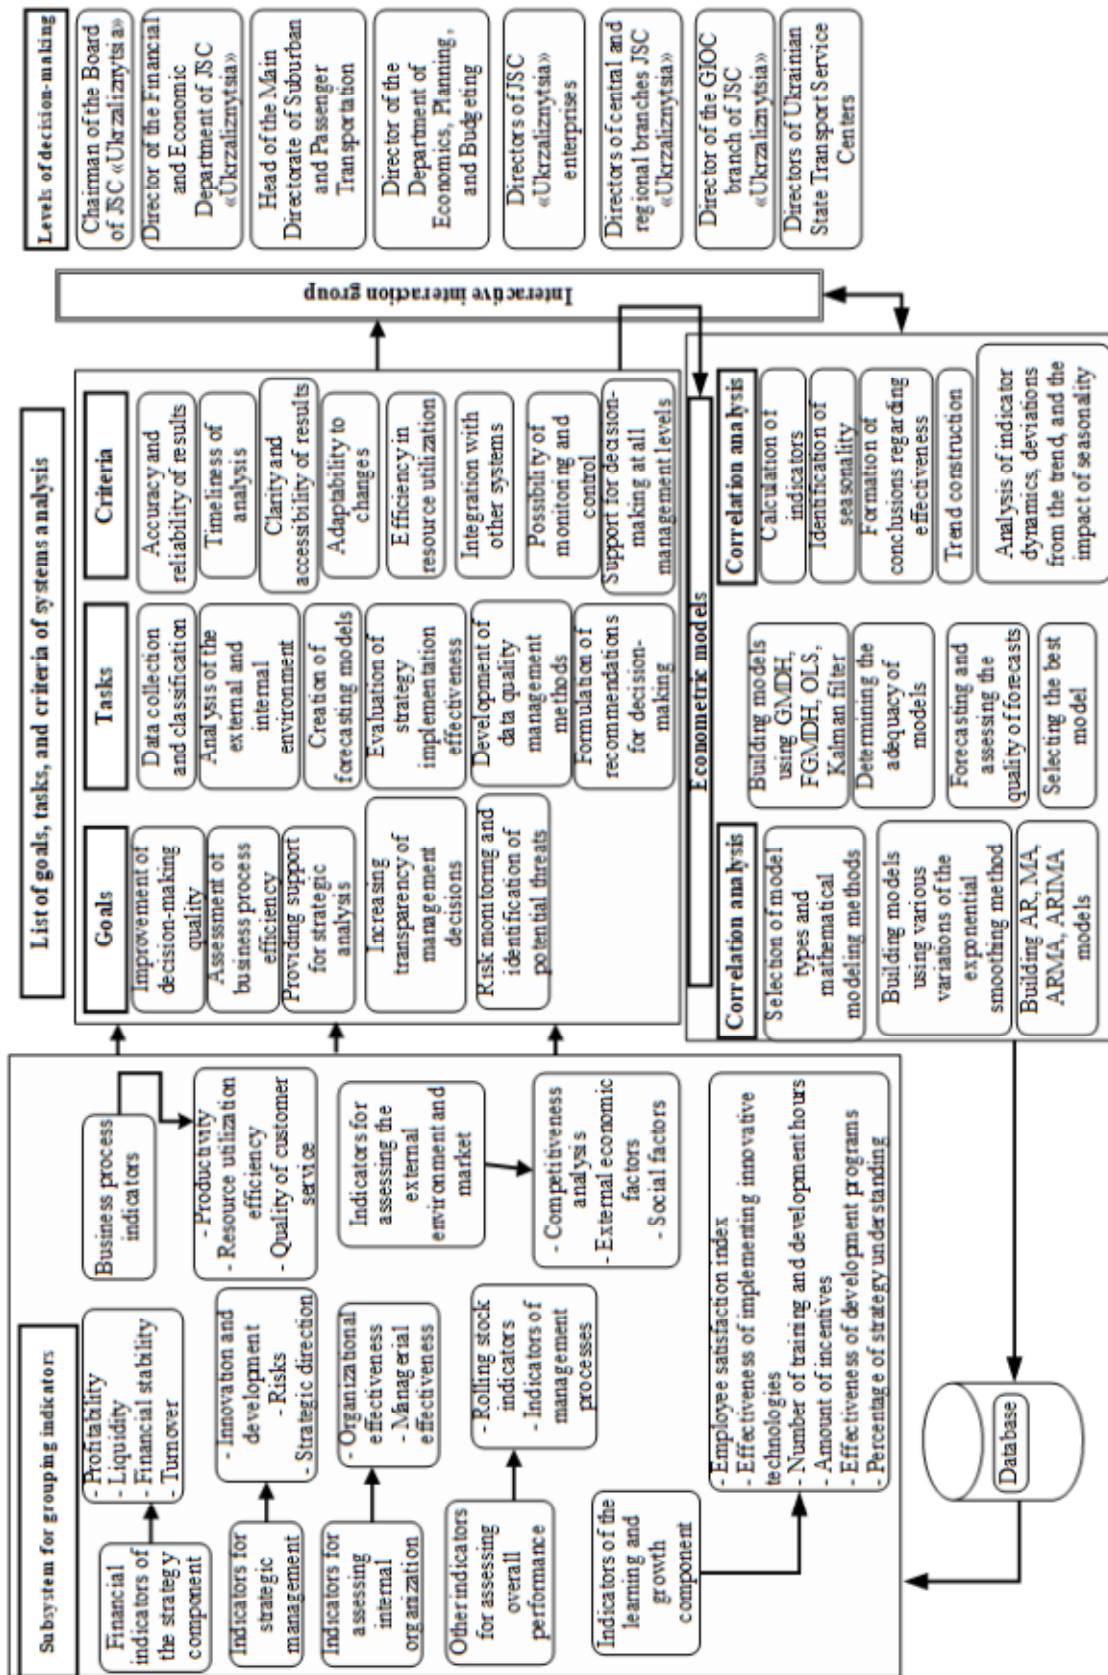 Subsystem for grouping indicators
Financial
indicators of
the strategy
component
- Profitability
- Liquidity
- Financial stability
- Turnover
Business process
indicators
- Productivity
- Resource utilization
efficiency
- Quality of customer
service
Indicators for
strategic
management
- Innovation and
development
- Risks
- Strategic direction
Indicators for
assessing
internal
organization
- Organizational
effectiveness
- Managerial
effectiveness
Indicators for
assessing the
external
environment and
market
- Competitiveness
analysis
- External economic
factors
- Social factors
Other indicators
for assessing
overall
performance
- Rolling stock
indicators
- Indicators of
management
processes
Indicators of the
learning and
growth
component
- Employee satisfaction index
- Effectiveness of implementing innovative
technologies
- Number of training and development hours
- Amount of incentives
- Effectiveness of development programs
- Percentage of strategy understanding
Database
List of goals, tasks, and criteria of systems analysis
Goals
Improvement of
decision-making
quality
Assessment of
business process
efficiency
Providing support
for strategic
analysis
Increasing
transparency of
management
decisions
Risk monitoring and
identification of
potential threats
Tasks
Data collection
and classification
Analysis of the
external and
internal
environment
Creation of
forecasting models
Evaluation of
strategy
implementation
effectiveness
Development of
data quality
management
methods
Formulation of
recommendations
for decision-
making
Criteria
Accuracy and
reliability of results
Timeliness of
analysis
Clarity and
accessibility of results
Adaptability to
changes
Efficiency in
resource utilization
Integration with
other systems
Possibility of
monitoring and
control
Support for decision-
making at all
management levels
Econometric models
Correlation analysis
Selection of model
types and
mathematical
modeling methods
Building models
using various
variations of the
exponential
smoothing method
Building AR, MA,
ARMA, ARIMA
models
Building models
using GMDH,
FGMDH, OLS,
Kalman filter
Determining the
adequacy of
models
Forecasting and
assessing the
quality of forecasts
Selecting the best
model
Correlation analysis
Calculation of
indicators
Identification of
seasonality
Formation of
conclusions regarding
effectiveness
Trend construction
Analysis of indicator
dynamics, deviations
from the trend, and the
impact of seasonality
Interactive interaction group
Levels of decision-making
Chairman of the Board
of JSC «Ukrzaliznytsia»
Director of the Financial
and Economic
Department of JSC
«Ukrzaliznytsia»
Head of the Main
Directorate of Suburban
and Passenger
Transportation
Director of the
Department of
Economics, Planning,
and Budgeting
Directors of JSC
«Ukrzaliznytsia»
enterprises
Directors of central and
regional branches JSC
«Ukrzaliznytsia»
Director of the GIOC
branch of JSC
«Ukrzaliznytsia»
Directors of Ukrainian
State Transport Service
Centers